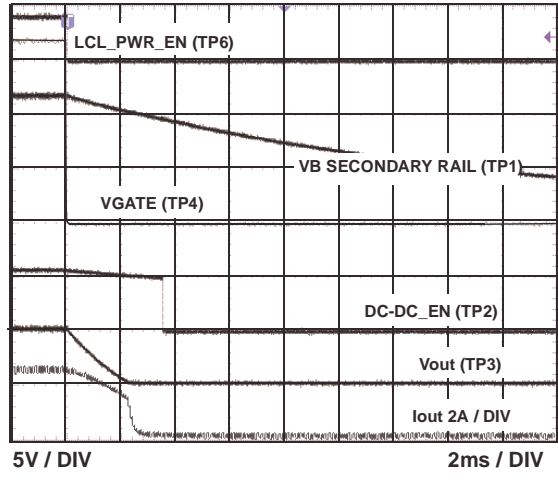 LCL_PWR_EN (TP6)
VB SECONDARY RAIL (TP1)
VGATE (TP4)
DC-DC_EN (TP2)
Vout (TP3)
Iout 2A / DIV
5V / DIV
2ms / DIV